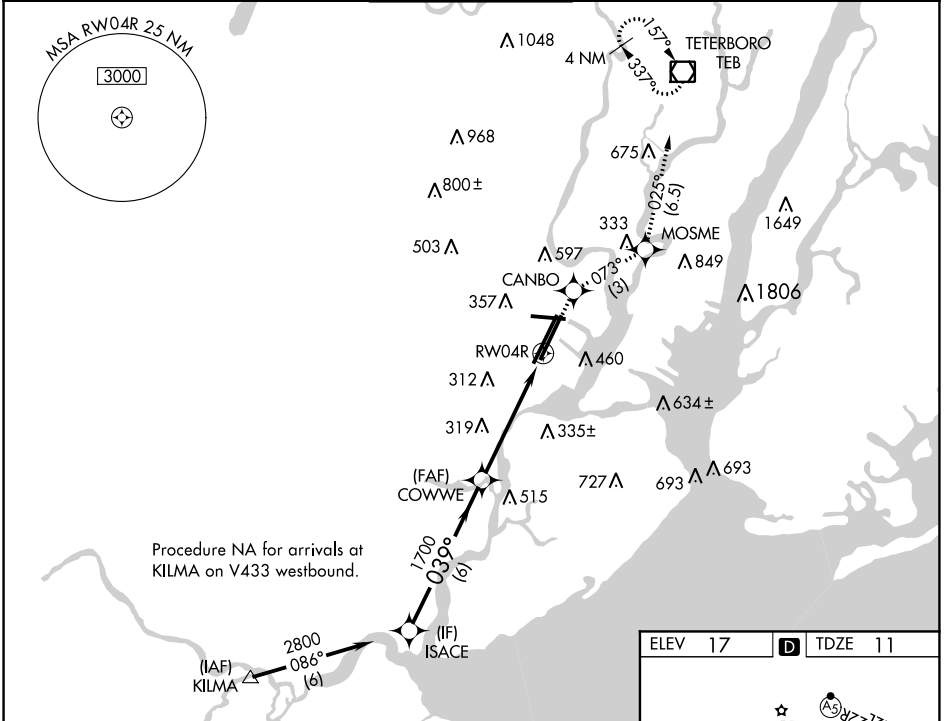 MSA RW04R 25 NM
3000
1048
4 NM
157°
337°
TETERBORO
TEB
968
675
800±
025°
(6.5)
1649
333
MOSME
503
597
849
CANBO
073°
(3)
1806
357
RW04R
460
312
634±
319
335±
(FAF)
COWWE
515
727
693
693
1700
039°
(6)
Procedure NA for arrivals at
KILMA on V433 westbound.
(IF)
ISACE
2800
086°
(6)
(IAF)
KILMA
ELEV 17
D
TDZE 11
A5